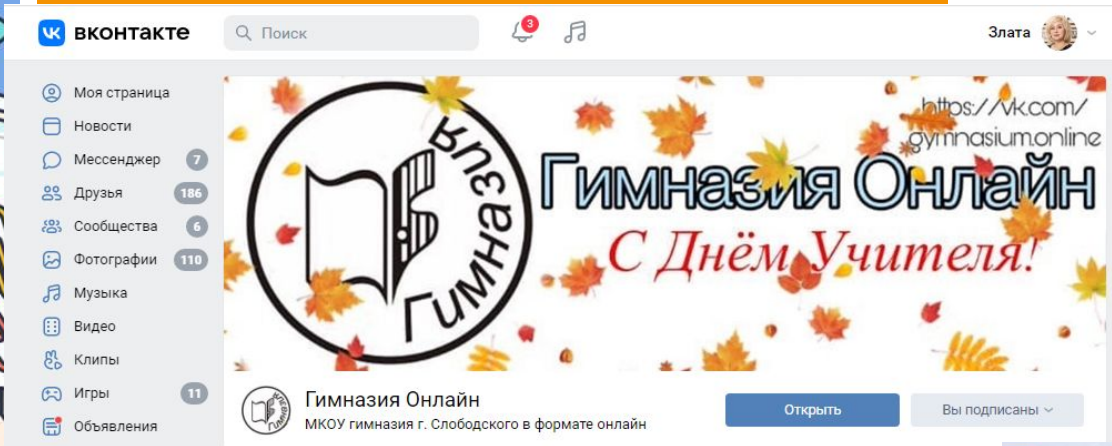 вконтакте
Поиск
3
Злата
Моя страница
Новости
Мессенджер 7
Друзья 186
Сообщества 6
Фотографии 110
Музыка
Видео
Клипы
Игры 11
Объявления
https://vk.com/
gymnasium.online
Гимназия
Гимназия
Гимназия Онлайн
С Днём Учителя!
Гимназия Онлайн
МКОУ гимназия г. Слободского в формате онлайн
Открыть
Вы подписаны